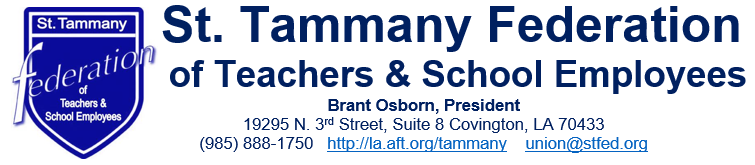 St. Tammany
federation
of
Teachers &
School Employees
St. Tammany Federation
of Teachers & School Employees
Brant Osborn, President
19295 N. 3rd Street, Suite 8 Covington, LA 70433
(985) 888-1750 http://la.aft.org/tammany union@stfed.org